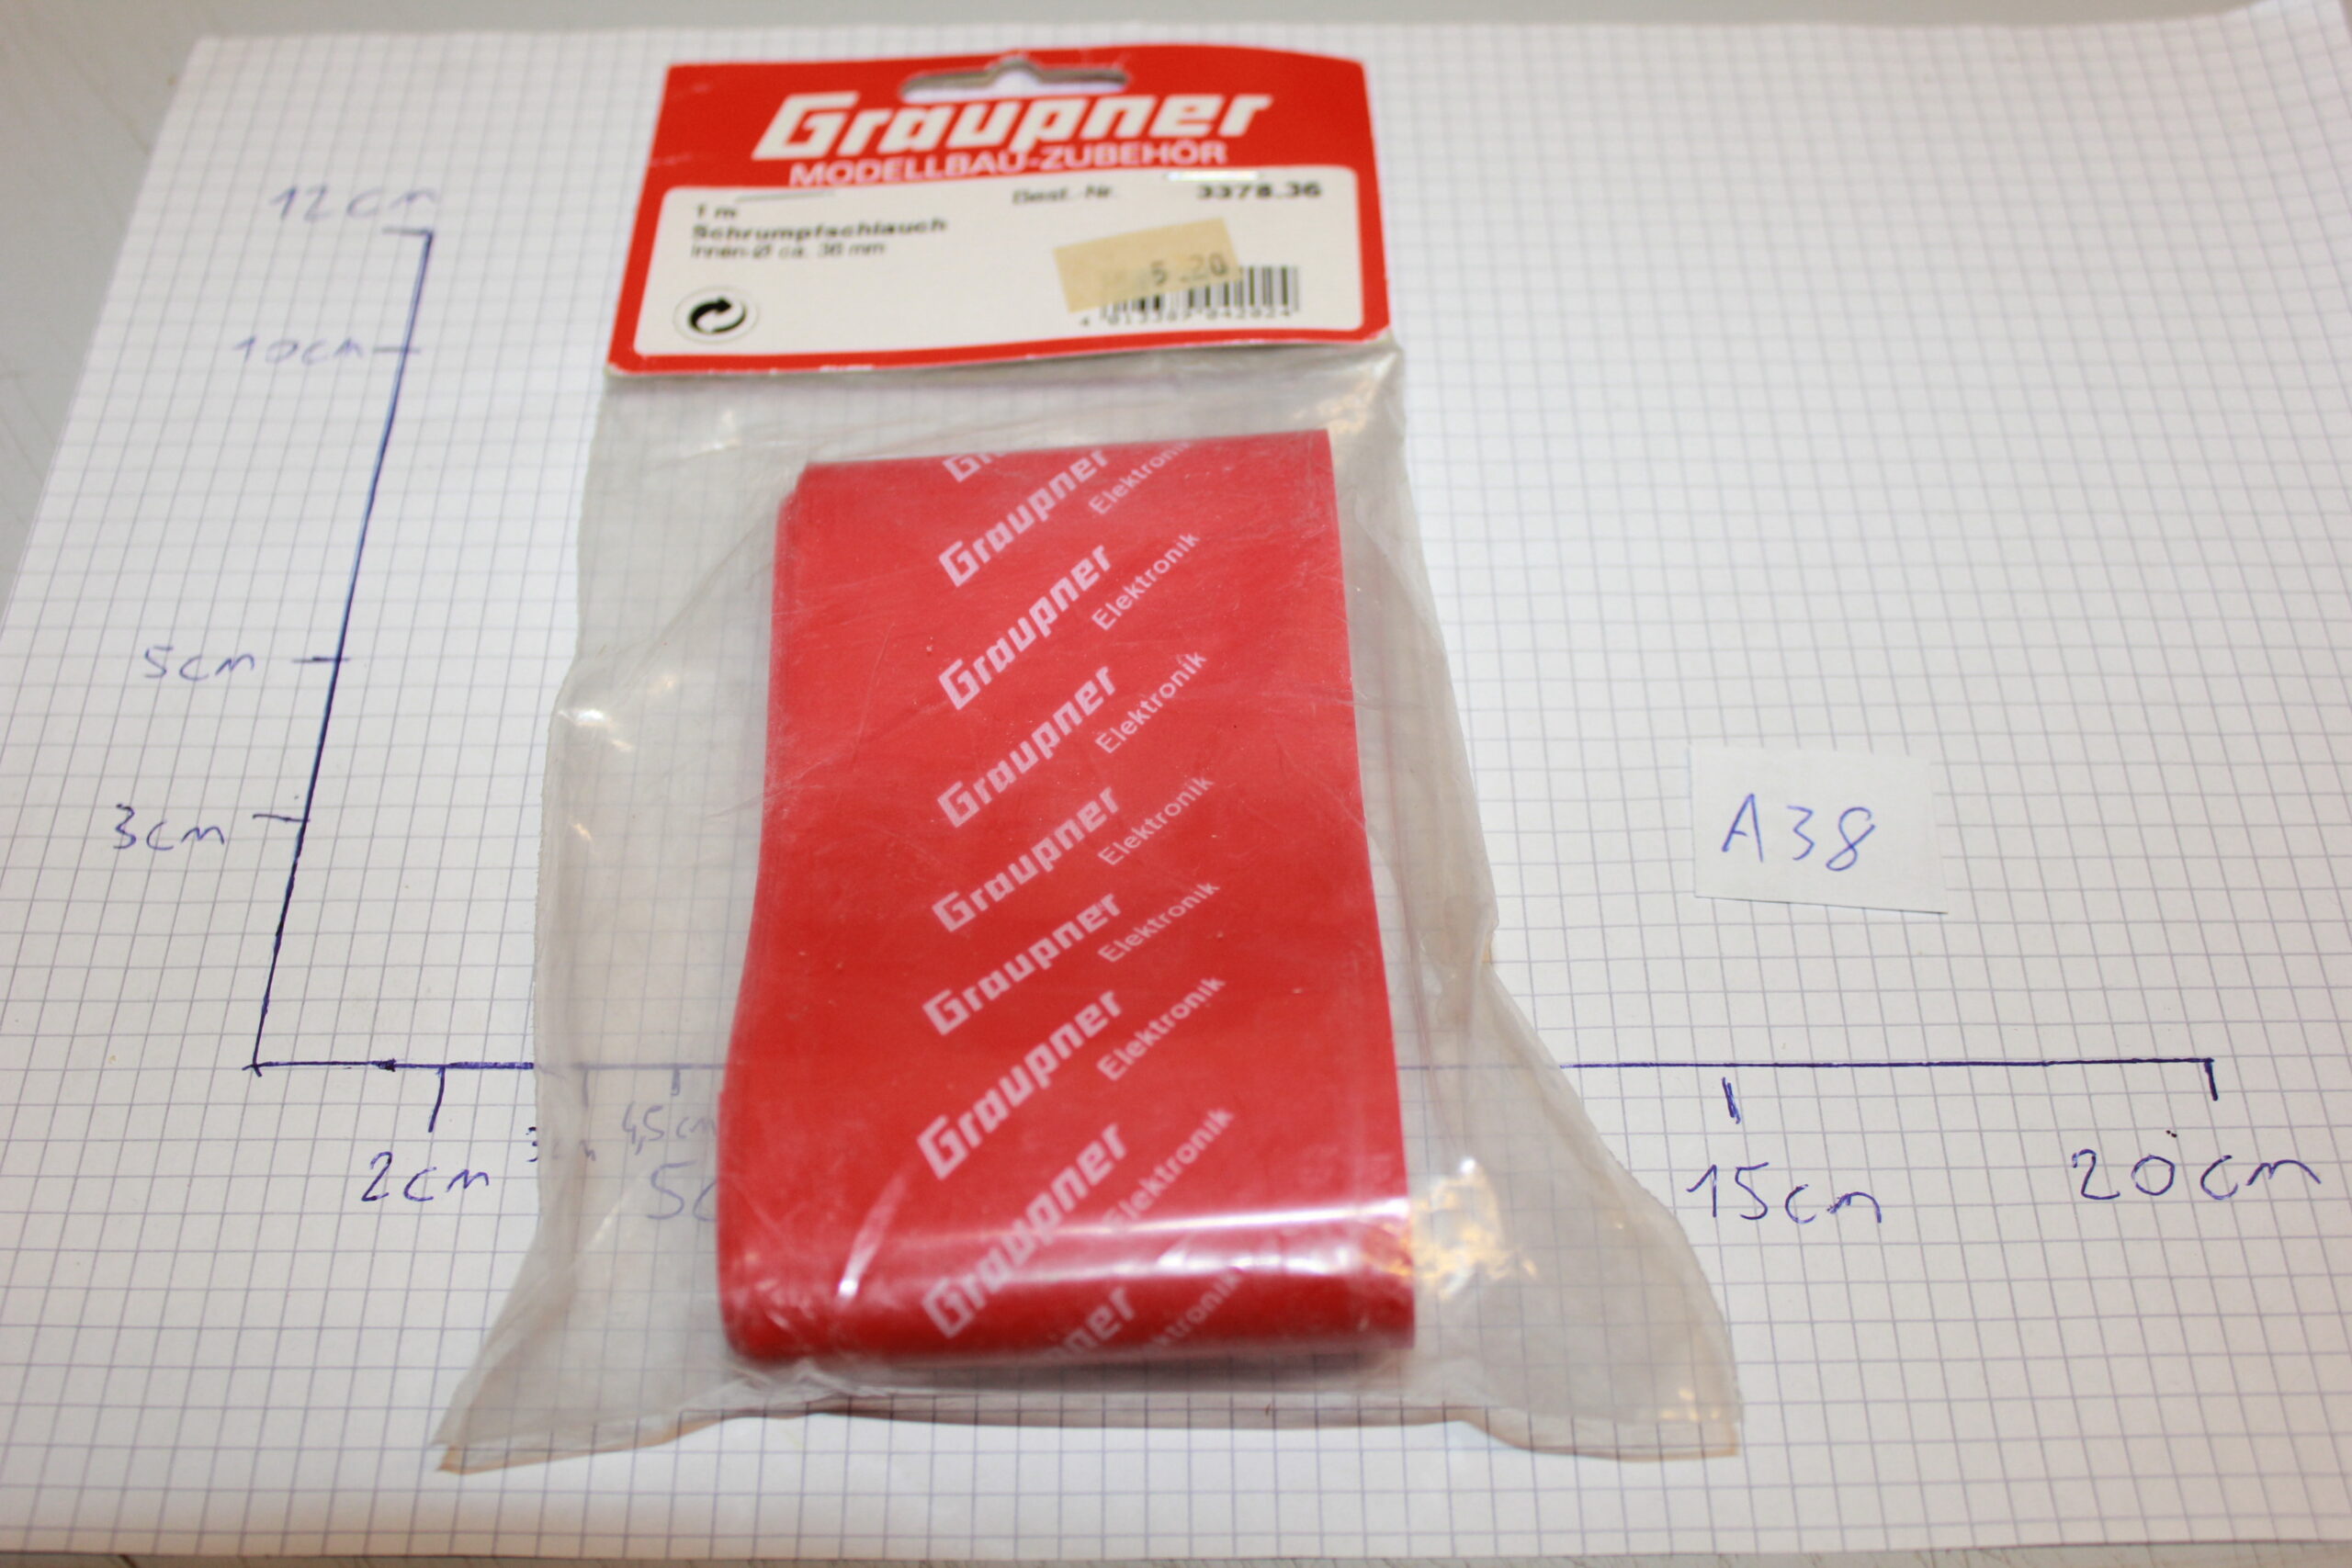 Graupner
MODELLBAU-ZUBEHÖR
1 m
Best.-Nr. 3378.36
Schrumpfschlauch
Innen-Ø ca. 36 mm
5.20
12cm
10cm
5cm
3cm
Graupner
Elektronik
Graupner
Elektronik
Graupner
Elektronik
Graupner
Elektronik
Graupner
Elektronik
Graupner
Elektronik
Graupner
Elektronik
A38
2cm
4,5cm
15cm
20cm